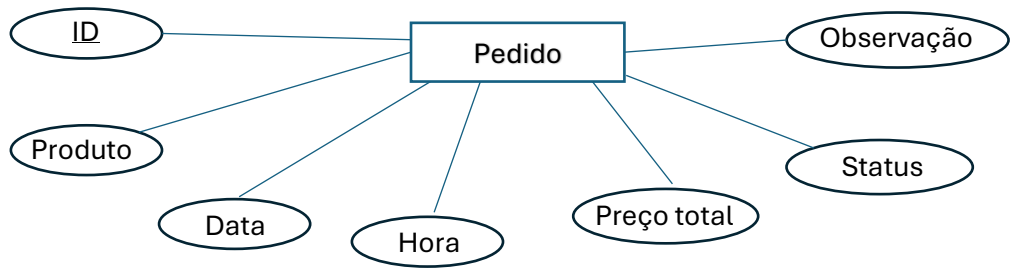 ID
Pedido
Observação
Produto
Status
Data
Hora
Preço total